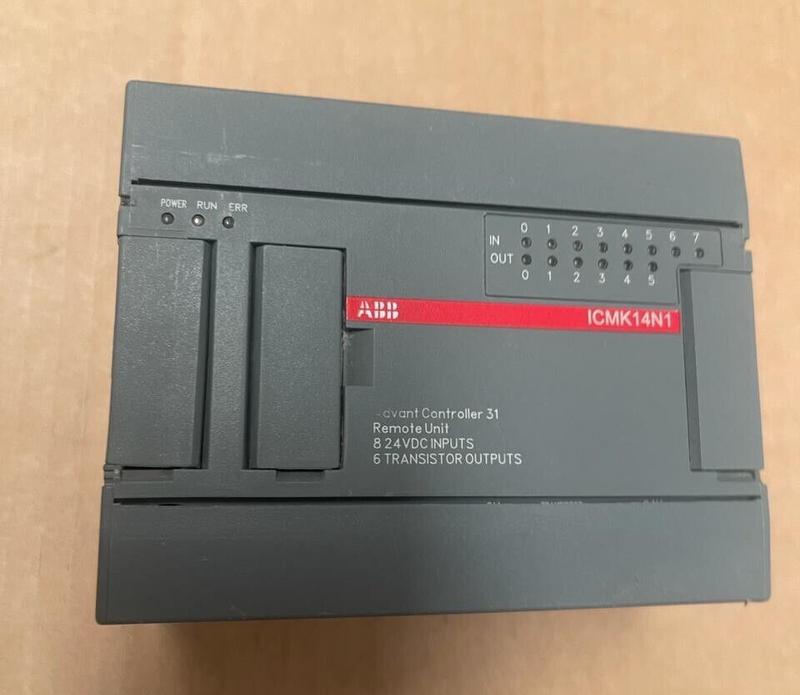 POWER RUN ERR
0 1 2 3 4 5 6 7
IN
OUT
0 1 2 3 4 5
ABB ICMK14N1
Controller 31
Remote Unit
8 24VDC INPUTS
6 TRANSISTOR OUTPUTS